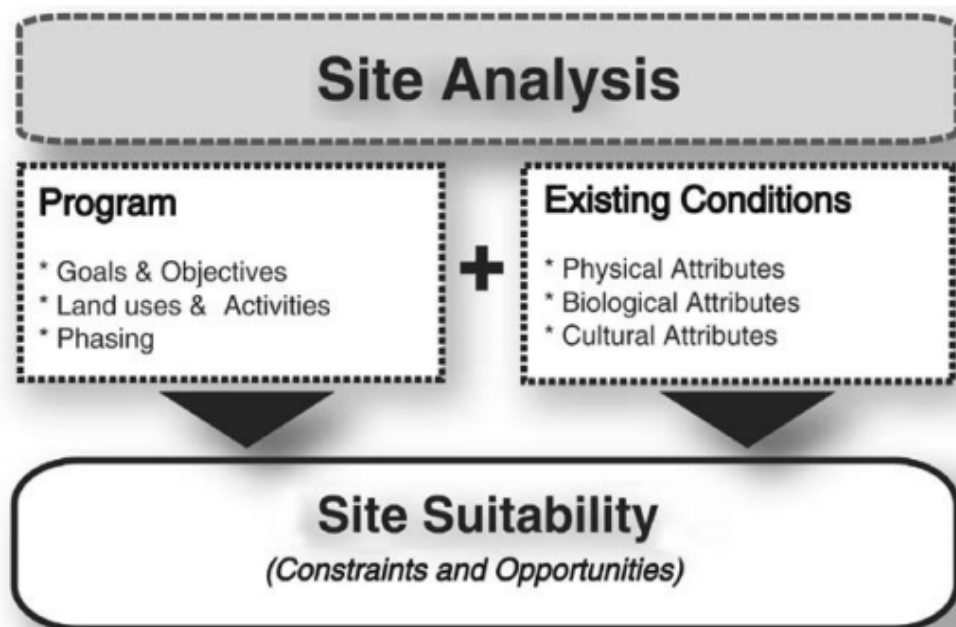 Site Analysis
Program
* Goals & Objectives
* Land uses & Activities
* Phasing
+
Existing Conditions
* Physical Attributes
* Biological Attributes
* Cultural Attributes
Site Suitability
(Constraints and Opportunities)